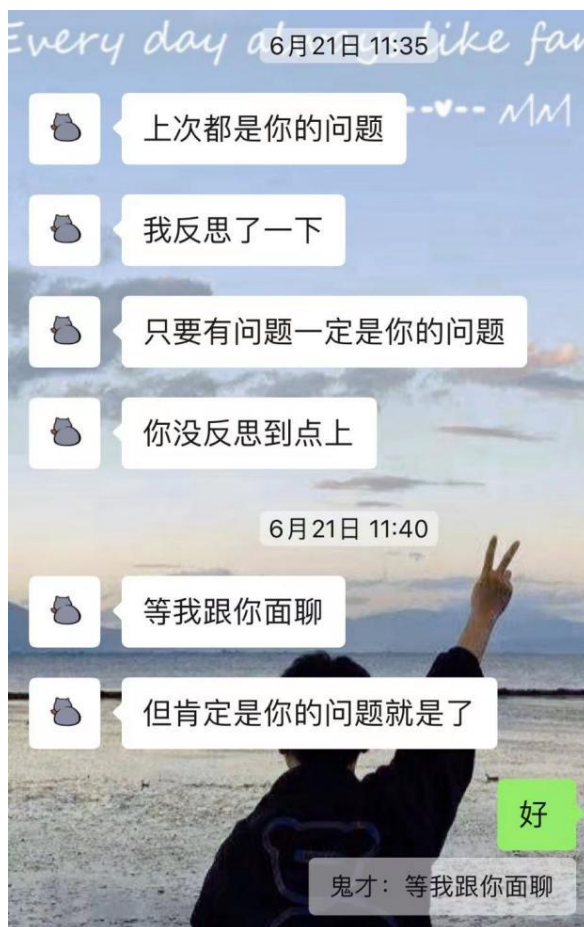 Every day always like
6月21日 11:35
--♥-- MM
上次都是你的问题
我反思了一下
只要有问题一定是你的问题
你没反思到点上
6月21日 11:40
等我跟你面聊
但肯定是你的问题就是了
好
鬼才：等我跟你面聊